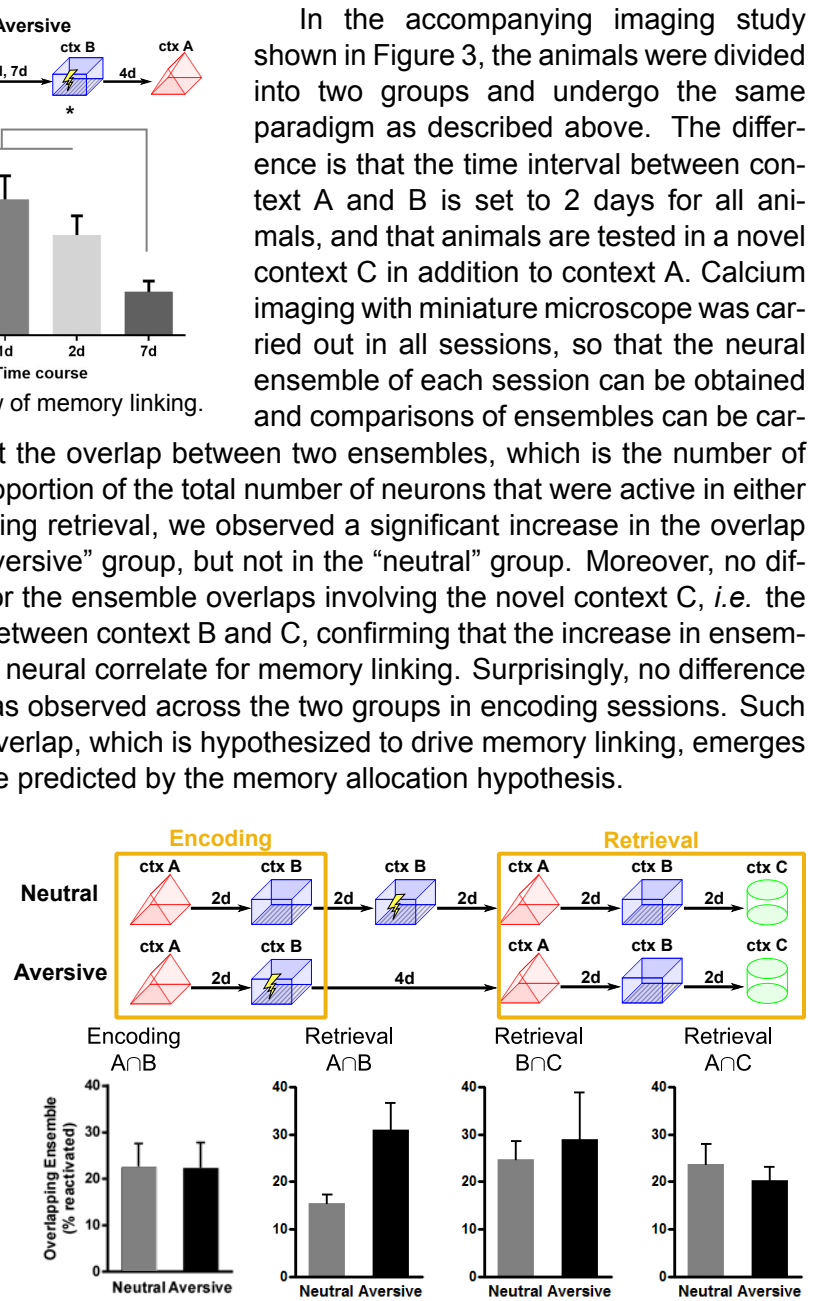 Aversive
ctx B
ctx A
7d
4d
*
1d
2d
7d
Time course
of memory linking.
In the accompanying imaging study
shown in Figure 3, the animals were divided
into two groups and undergo the same
paradigm as described above. The differ-
ence is that the time interval between con-
text A and B is set to 2 days for all ani-
mals, and that animals are tested in a novel
context C in addition to context A. Calcium
imaging with miniature microscope was car-
ried out in all sessions, so that the neural
ensemble of each session can be obtained
and comparisons of ensembles can be car-
the overlap between two ensembles, which is the number of
oportion of the total number of neurons that were active in either
ing retrieval, we observed a significant increase in the overlap
versive” group, but not in the “neutral” group. Moreover, no dif-
or the ensemble overlaps involving the novel context C, i.e. the
etween context B and C, confirming that the increase in ensem-
neural correlate for memory linking. Surprisingly, no difference
as observed across the two groups in encoding sessions. Such
verlap, which is hypothesized to drive memory linking, emerges
e predicted by the memory allocation hypothesis.
Encoding Retrieval
ctx A ctx B ctx B ctx A ctx B ctx C
Neutral 2d 2d 2d 2d 2d
ctx A ctx B ctx A ctx B ctx C
Aversive 2d 4d 2d 2d
Encoding Retrieval Retrieval Retrieval
A∩B A∩B B∩C A∩C
Overlapping Ensemble
(% reactivated)
40 40 40 40
30 30 30 30
20 20 20 20
10 10 10 10
0 0 0 0
Neutral Aversive Neutral Aversive Neutral Aversive Neutral Aversive